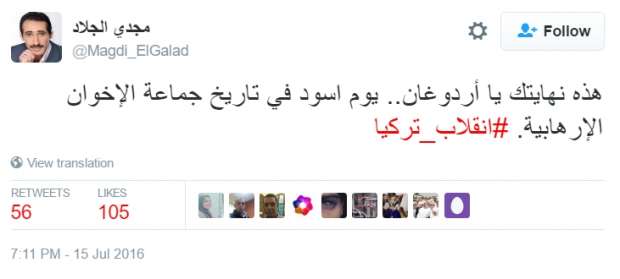 مجدي الجلاد
@Magdi_ElGalad
Follow
هذه نهايتك يا أردوغان.. يوم اسود في تاريخ جماعة الإخوان
الإرهابية. #انقلاب_تركيا
View translation
RETWEETS LIKES
56 105
7:11 PM - 15 Jul 2016